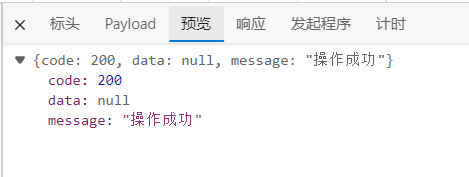 标头 Payload 预览 响应 发起程序 计时
{code: 200, data: null, message: "操作成功"}
code: 200
data: null
message: "操作成功"